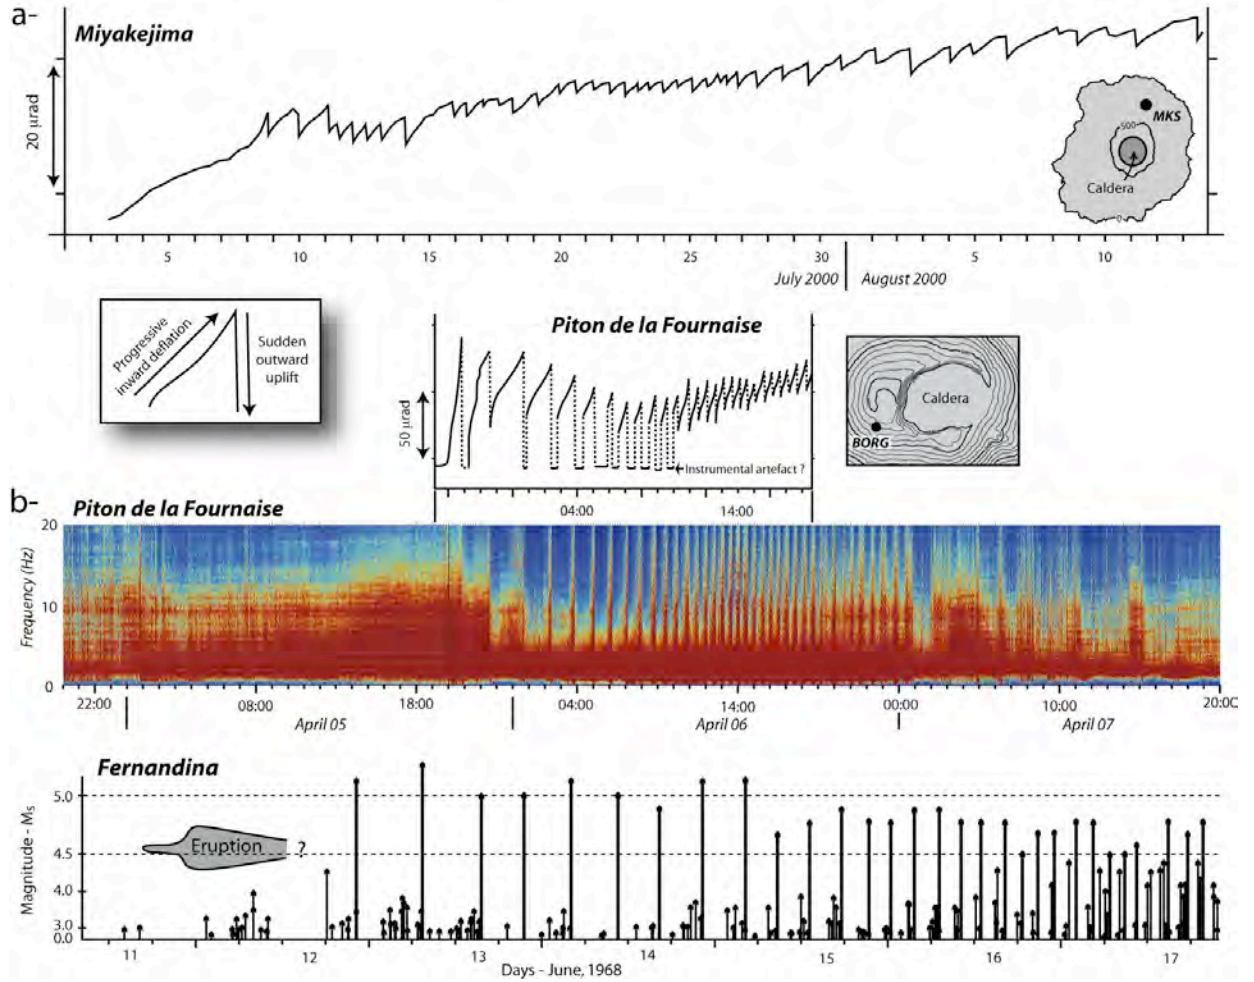 a-
Miyakejima
20 μrad
MKS
500
Caldera
0
5
10
15
20
25
30
5
10
July 2000
August 2000
Progressive
inward deflation
Sudden
outward
uplift
Piton de la Fournaise
50 μrad
Instrumental artefact ?
04:00
14:00
Caldera
BORG
b-
Piton de la Fournaise
Frequency (Hz)
20
10
0
22:00
08:00
18:00
04:00
14:00
00:00
10:00
20:00
April 05
April 06
April 07
Fernandina
Magnitude - Ms
5.0
4.5
4.0
3.0
0.0
Eruption
?
11
12
13
14
15
16
17
Days - June, 1968